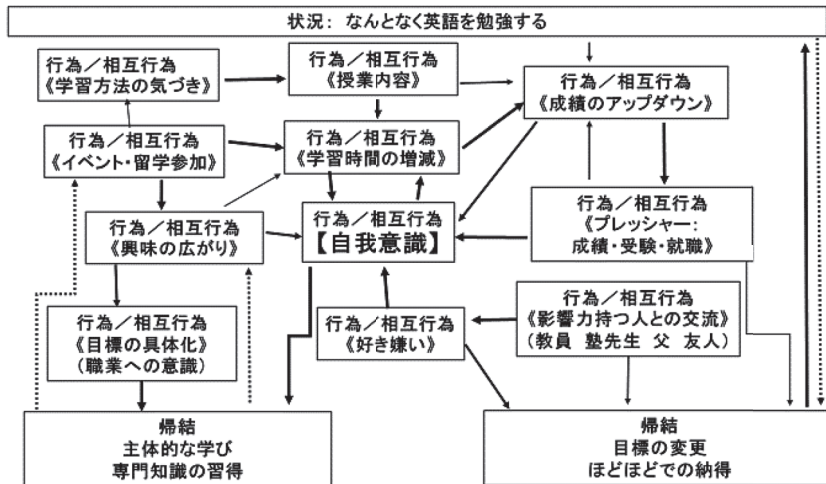 状況： なんとなく英語を勉強する
行為／相互行為
《学習方法の気づき》
行為／相互行為
《授業内容》
行為／相互行為
《成績のアップダウン》
行為／相互行為
《イベント・留学参加》
行為／相互行為
《学習時間の増減》
行為／相互行為
《興味の広がり》
行為／相互行為
【自我意識】
行為／相互行為
《プレッシャー：
成績・受験・就職》
行為／相互行為
《目標の具体化》
（職業への意識）
行為／相互行為
《好き嫌い》
行為／相互行為
《影響力持つ人との交流》
（教員　塾先生　父　友人）
帰結
主体的な学び
専門知識の習得
帰結
目標の変更
ほどほどでの納得